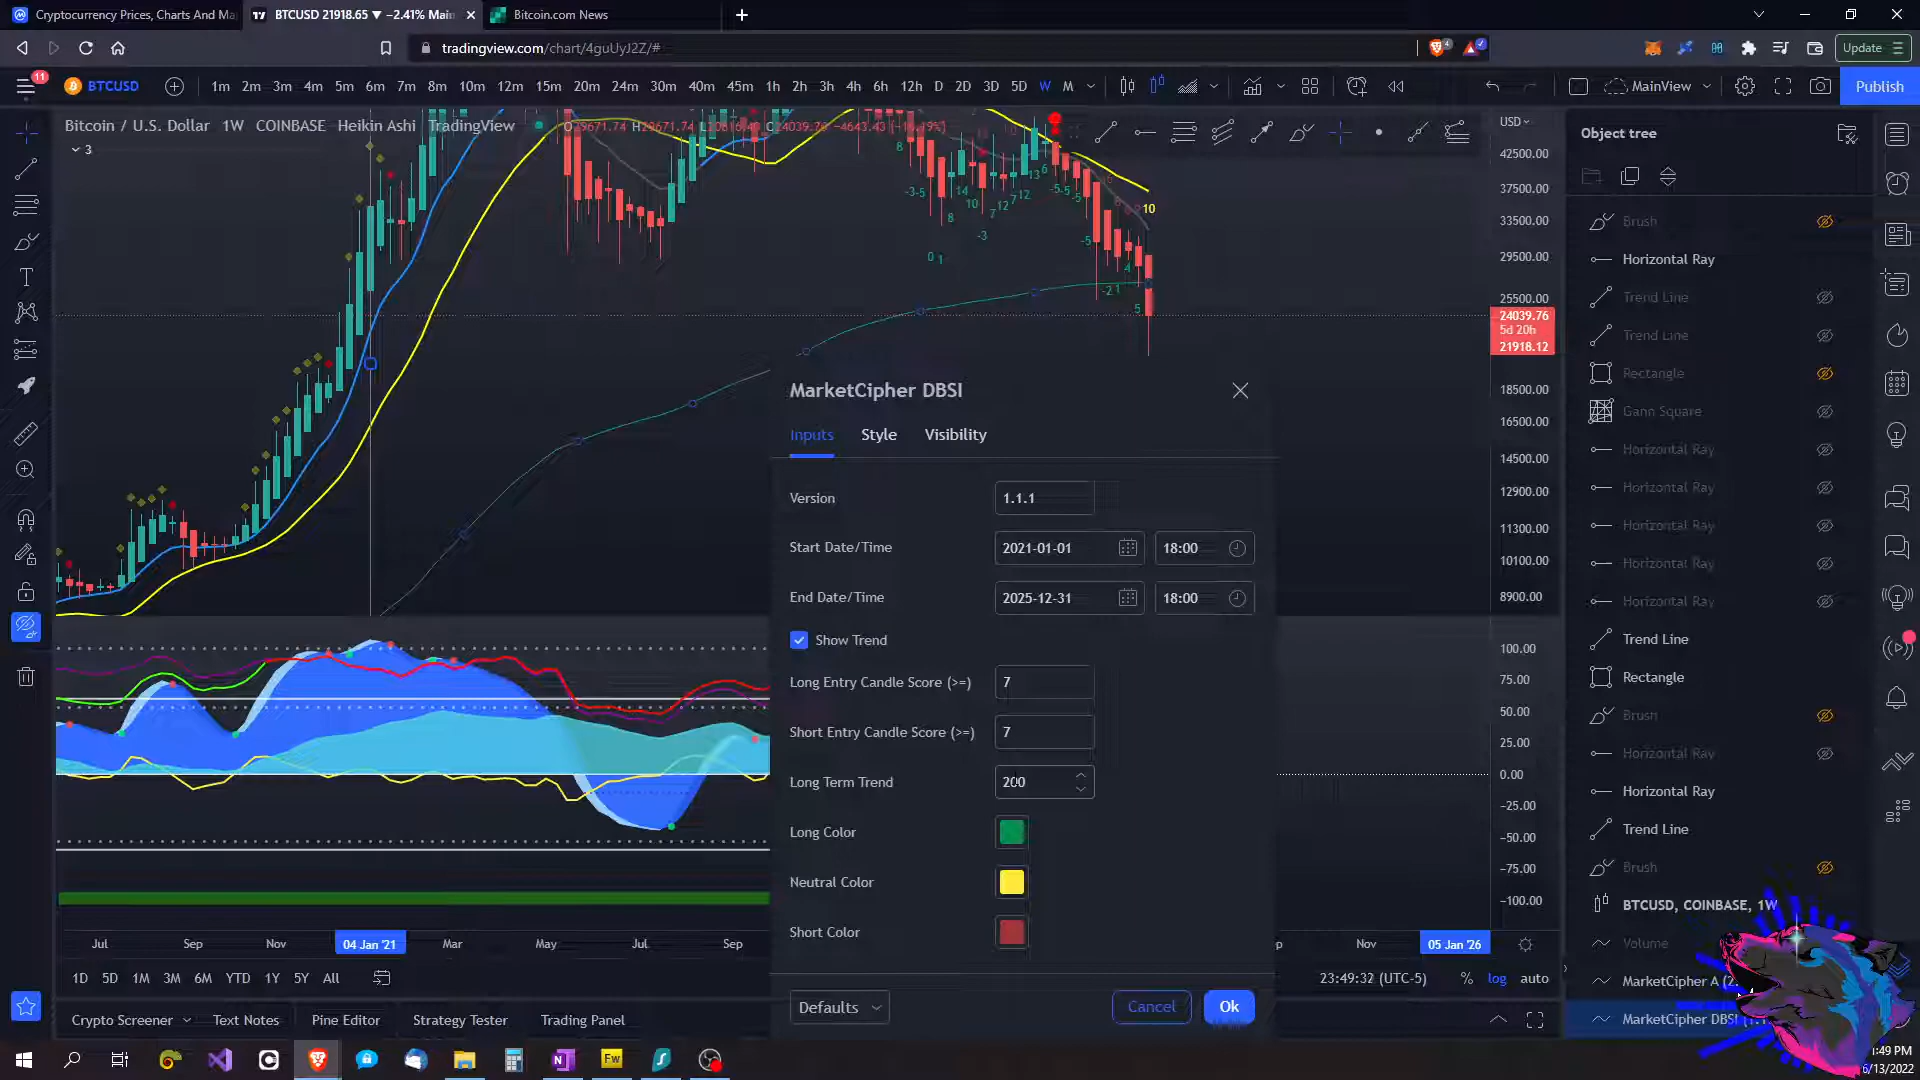 Cryptocurrency Prices, Charts And Ma
BTCUSD 21918.65 ▼ −2.41% Main
Bitcoin.com News
tradingview.com/chart/4guUyJ2Z/#
4
Update
11
BTCUSD
1m 2m 3m 4m 5m 6m 7m 8m 10m 12m 15m 20m 24m 30m 40m 45m 1h 2h 3h 4h 6h 12h D 2D 3D 5D W M
MainView
Publish
Bitcoin / U.S. Dollar 1W COINBASE Heikin Ashi TradingView
3
USD
42500.00
37500.00
33500.00
29500.00
25500.00
24039.76
5d 20h
21918.12
18500.00
16500.00
14500.00
12900.00
11300.00
10100.00
8900.00
100.00
75.00
50.00
25.00
0.00
−25.00
−50.00
−75.00
−100.00
Object tree
Brush
Horizontal Ray
Trend Line
Trend Line
Rectangle
Gann Square
Horizontal Ray
Horizontal Ray
Horizontal Ray
Horizontal Ray
Horizontal Ray
Trend Line
Rectangle
Brush
Horizontal Ray
Horizontal Ray
Trend Line
Brush
BTCUSD, COINBASE, 1W
Volume
MarketCipher A (2.
MarketCipher DBSI
MarketCipher DBSI
Inputs Style Visibility
Version 1.1.1
Start Date/Time 2021-01-01 18:00
End Date/Time 2025-12-31 18:00
Show Trend
Long Entry Candle Score (>=) 7
Short Entry Candle Score (>=) 7
Long Term Trend 200
Long Color
Neutral Color
Short Color
Defaults Cancel Ok
Jul Sep Nov 04 Jan '21 Mar May Jul Sep
Nov 05 Jan '26
1D 5D 1M 3M 6M YTD 1Y 5Y All
23:49:32 (UTC-5) % log auto
Crypto Screener Text Notes Pine Editor Strategy Tester Trading Panel
Fw
:49 PM
6/13/2022